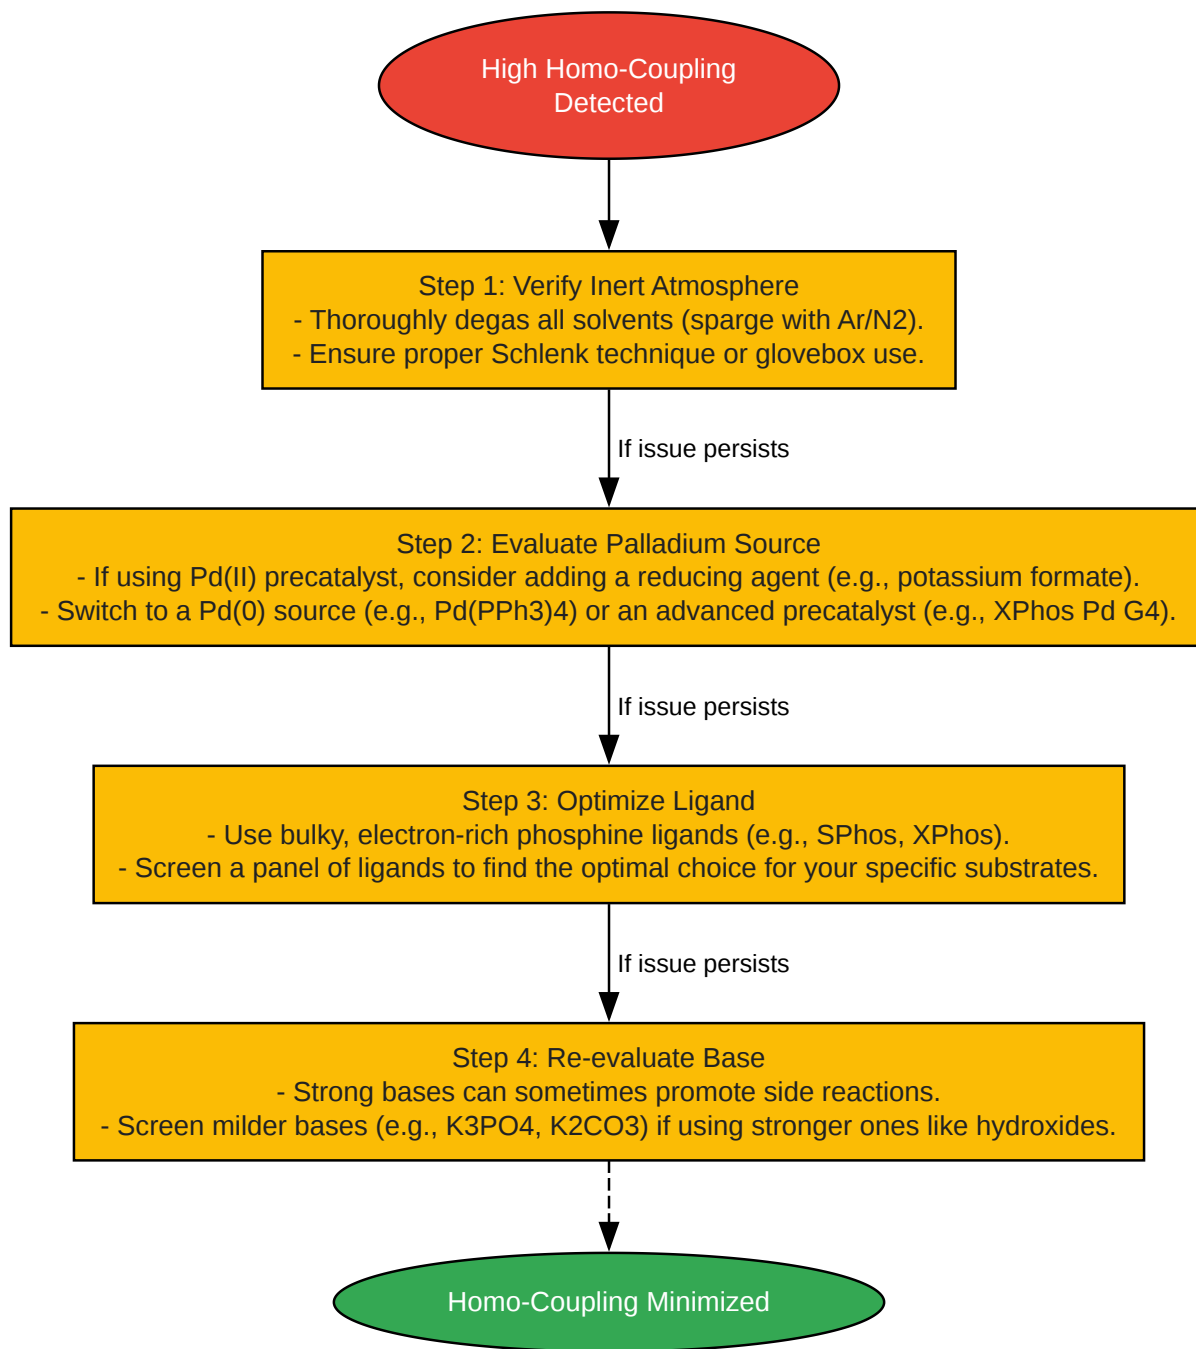 High Homo-Coupling
Detected
Step 1: Verify Inert Atmosphere
- Thoroughly degas all solvents (sparge with Ar/N2).
- Ensure proper Schlenk technique or glovebox use.
If issue persists
Step 2: Evaluate Palladium Source
- If using Pd(II) precatalyst, consider adding a reducing agent (e.g., potassium formate).
- Switch to a Pd(0) source (e.g., Pd(PPh3)4) or an advanced precatalyst (e.g., XPhos Pd G4).
If issue persists
Step 3: Optimize Ligand
- Use bulky, electron-rich phosphine ligands (e.g., SPhos, XPhos).
- Screen a panel of ligands to find the optimal choice for your specific substrates.
If issue persists
Step 4: Re-evaluate Base
- Strong bases can sometimes promote side reactions.
- Screen milder bases (e.g., K3PO4, K2CO3) if using stronger ones like hydroxides.
Homo-Coupling Minimized